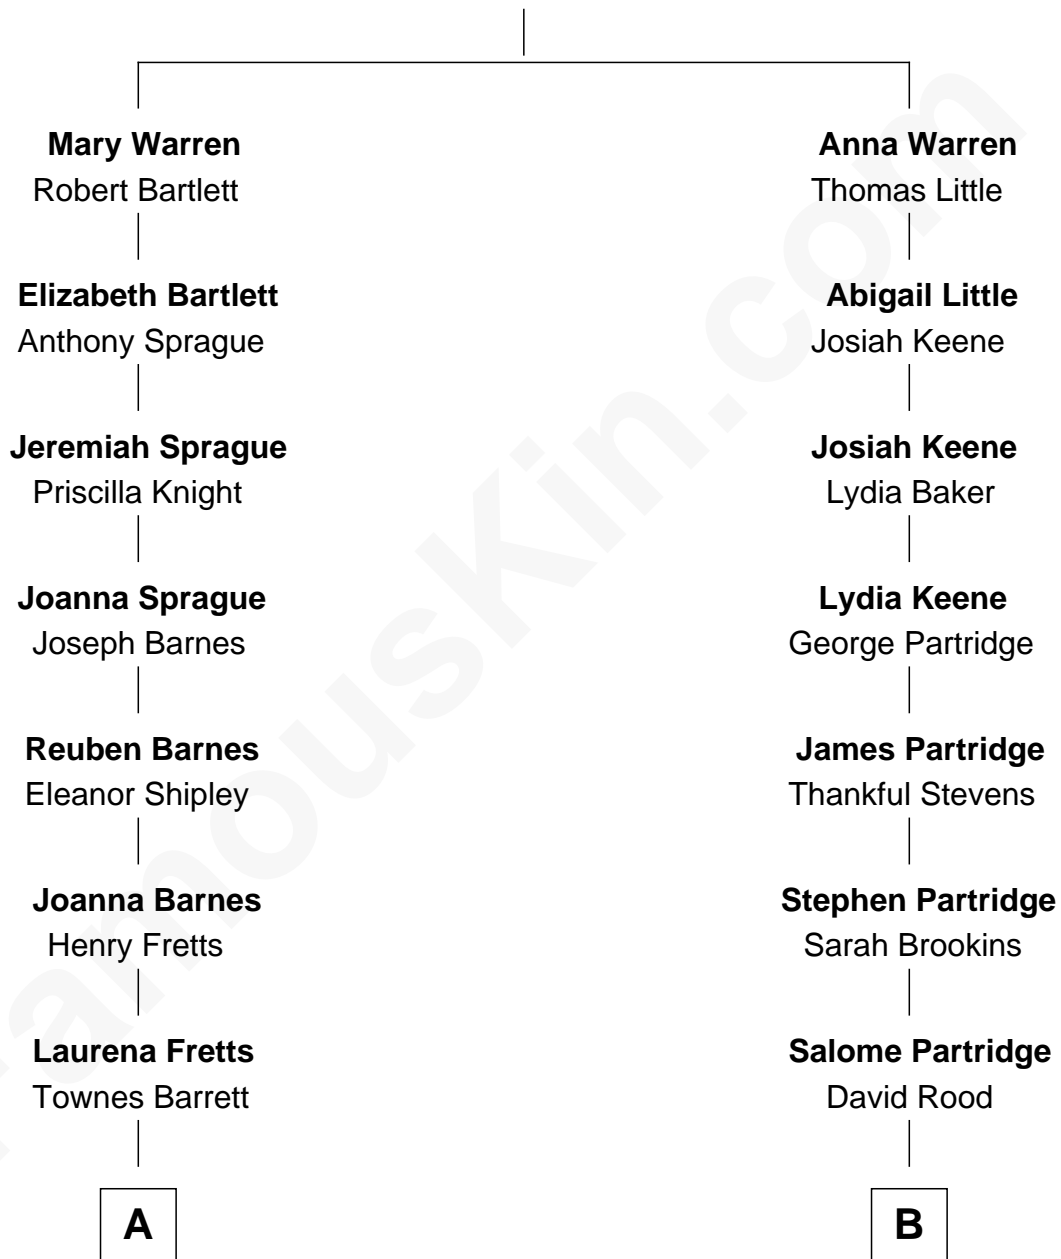 Mary Warren
Robert Bartlett
Elizabeth Bartlett
Anthony Sprague
Jeremiah Sprague
Priscilla Knight
Joanna Sprague
Joseph Barnes
Reuben Barnes
Eleanor Shipley
Joanna Barnes
Henry Fretts
Laurena Fretts
Townes Barrett
A
Anna Warren
Thomas Little
Abigail Little
Josiah Keene
Josiah Keene
Lydia Baker
Lydia Keene
George Partridge
James Partridge
Thankful Stevens
Stephen Partridge
Sarah Brookins
Salome Partridge
David Rood
B
FamousKin.com